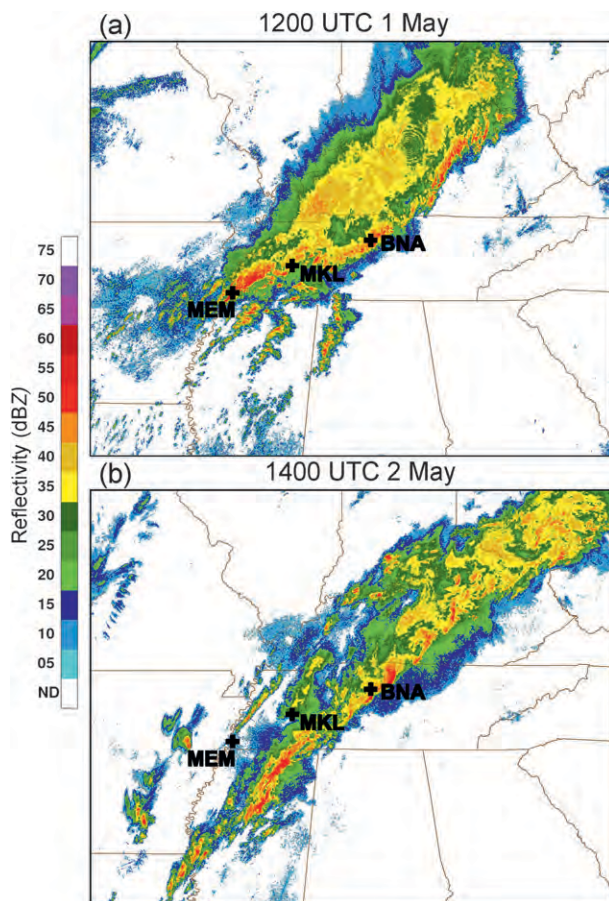 (a) 1200 UTC 1 May
BNA
MKL
MEM
Reflectivity (dBZ)
75
70
65
60
55
50
45
40
35
30
25
20
15
10
05
ND
(b) 1400 UTC 2 May
BNA
MKL
MEM